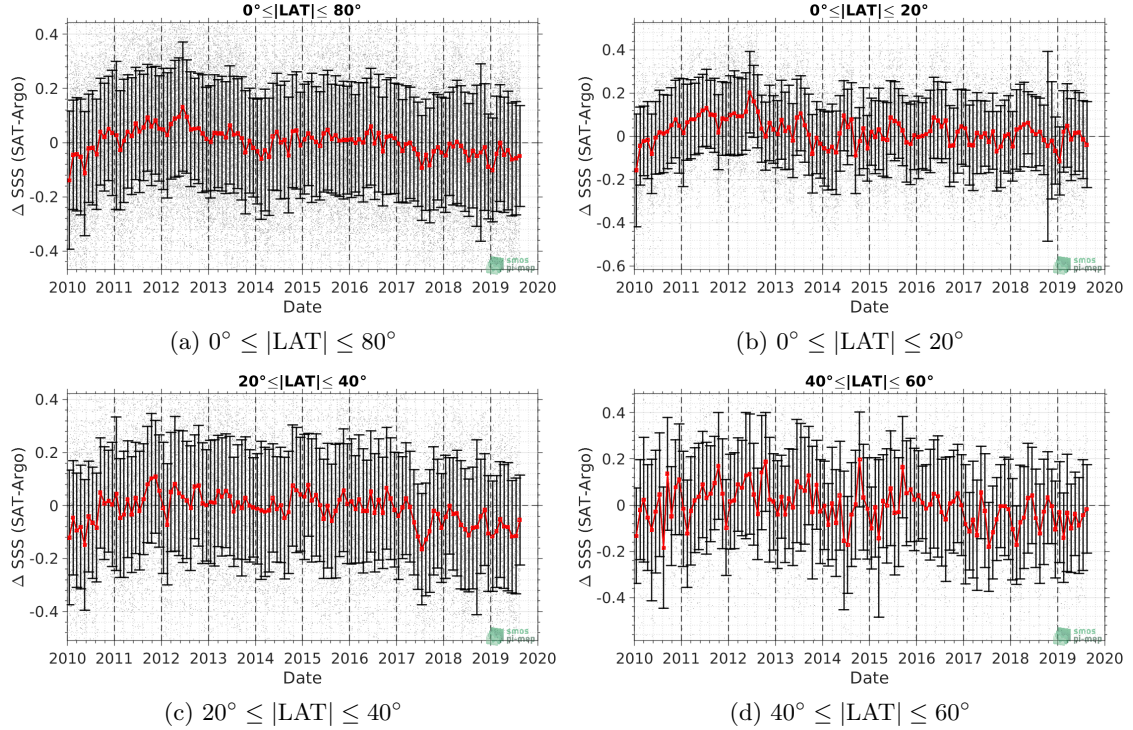 0°≤|LAT|≤ 80°
Δ SSS (SAT-Argo)
0.4
0.2
0
-0.2
-0.4
2010 2011 2012 2013 2014 2015 2016 2017 2018 2019 2020
Date
smos
pi-mep
(a) 0° ≤ |LAT| ≤ 80°
0°≤|LAT|≤ 20°
Δ SSS (SAT-Argo)
0.4
0.2
0
-0.2
-0.4
-0.6
2010 2011 2012 2013 2014 2015 2016 2017 2018 2019 2020
Date
smos
pi-mep
(b) 0° ≤ |LAT| ≤ 20°
20°≤|LAT|≤ 40°
Δ SSS (SAT-Argo)
0.4
0.2
0
-0.2
-0.4
2010 2011 2012 2013 2014 2015 2016 2017 2018 2019 2020
Date
smos
pi-mep
(c) 20° ≤ |LAT| ≤ 40°
40°≤|LAT|≤ 60°
Δ SSS (SAT-Argo)
0.4
0.2
0
-0.2
-0.4
2010 2011 2012 2013 2014 2015 2016 2017 2018 2019 2020
Date
smos
pi-mep
(d) 40° ≤ |LAT| ≤ 60°